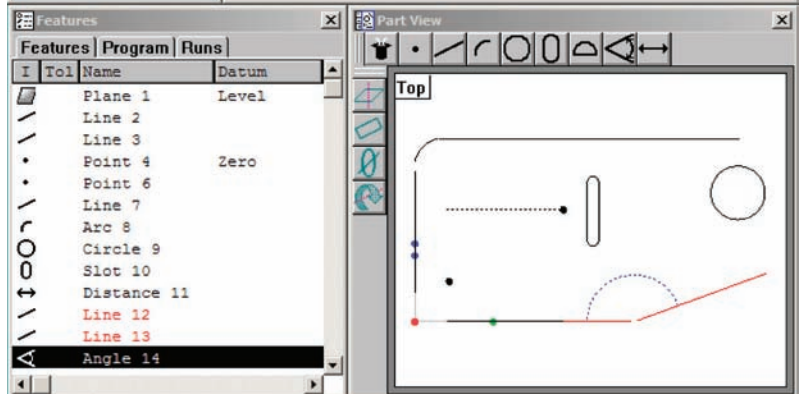 Features
Features Program Runs
I Tol Name Datum
Plane 1 Level
Line 2
Line 3
Point 4 Zero
Point 6
Line 7
Arc 8
Circle 9
Slot 10
Distance 11
Line 12
Line 13
Angle 14
Part View
Top